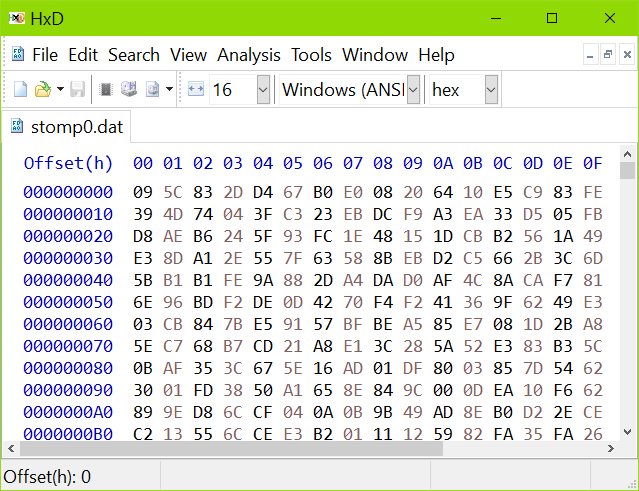 HxD
File Edit Search View Analysis Tools Window Help
16 Windows (ANSI hex
stomp0.dat
Offset(h) 00 01 02 03 04 05 06 07 08 09 0A 0B 0C 0D 0E 0F
000000000 09 5C 83 2D D4 67 B0 E0 08 20 64 10 E5 C9 83 FE
000000010 39 4D 74 04 3F C3 23 EB DC F9 A3 EA 33 D5 05 FB
000000020 D8 AE B6 24 5F 93 FC 1E 48 15 1D CB B2 56 1A 49
000000030 E3 8D A1 2E 55 7F 63 58 8B EB D2 C5 66 2B 3C 6D
000000040 5B B1 B1 FE 9A 88 2D A4 DA D0 AF 4C 8A CA F7 81
000000050 6E 96 BD F2 DE 0D 42 70 F4 F2 41 36 9F 62 49 E3
000000060 03 CB 84 7B E5 91 57 BF BE A5 85 E7 08 1D 2B A8
000000070 5E C7 68 B7 CD 21 A8 E1 3C 28 5A 52 E3 83 B3 5C
000000080 0B AF 35 3C 67 5E 16 AD 01 DF 80 03 85 7D 54 62
000000090 30 01 FD 38 50 A1 65 8E 84 9C 00 0D EA 10 F6 62
0000000A0 89 9E D8 6C CF 04 0A 0B 9B 49 AD 8E B0 D2 2E CE
0000000B0 C2 13 55 6C CE E3 B2 01 11 12 59 82 FA 35 FA 26
Offset(h): 0